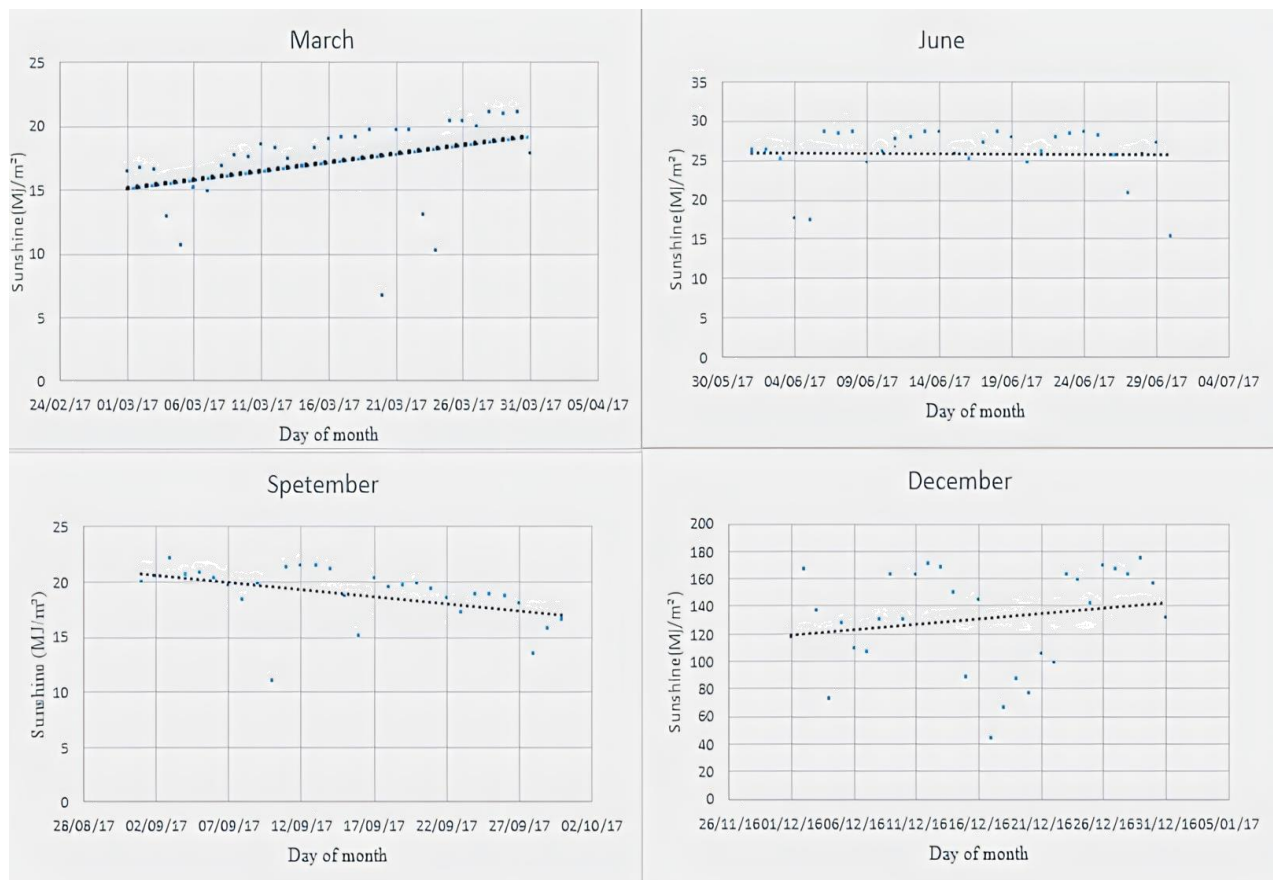 March
25
20
15
10
5
0
Sunshine(Mj/m²)
24/02/17 01/03/17 06/03/17 11/03/17 16/03/17 21/03/17 26/03/17 31/03/17 05/04/17
Day of month
June
35
30
25
20
15
10
5
0
Sunshine(Mj/m²)
30/05/17 04/06/17 09/06/17 14/06/17 19/06/17 24/06/17 29/06/17 04/07/17
Day of month
Spetember
25
20
15
10
5
0
Sunshino (MJ/m²)
28/08/17 02/09/17 07/09/17 12/09/17 17/09/17 22/09/17 27/09/17 02/10/17
Day of month
December
200
180
160
140
120
100
80
60
40
20
0
Sunshine(Mj/m²)
26/11/1601/12/1606/12/1611/12/1616/12/1621/12/1626/12/1631/12/1605/01/17
Day of month